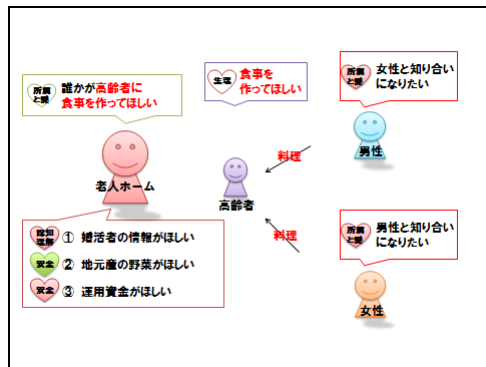 所属
と愛
誰かが高齢者に
食事を作ってほしい
生理
食事を
作ってほしい
所属
と愛
女性と知り合い
になりたい
料理
男性
老人ホーム
高齢者
料理
所属
と愛
男性と知り合い
になりたい
女性
認知
理解
① 婚活者の情報がほしい
安全
② 地元産の野菜がほしい
安全
③ 運用資金がほしい